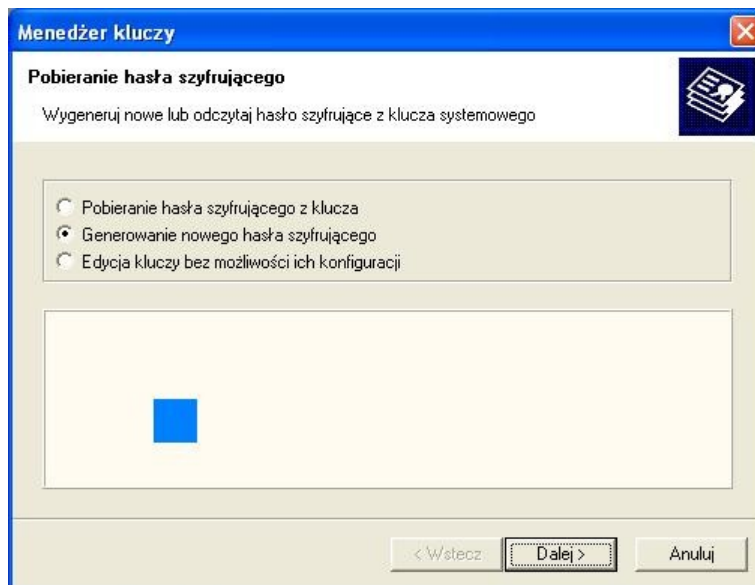 Menedżer kluczy
Pobieranie hasła szyfrującego
Wygeneruj nowe lub odczytaj hasło szyfrujące z klucza systemowego
Pobieranie hasła szyfrującego z klucza
Generowanie nowego hasła szyfrującego
Edycja kluczy bez możliwości ich konfiguracji
< Wstecz
Dalej >
Anuluj